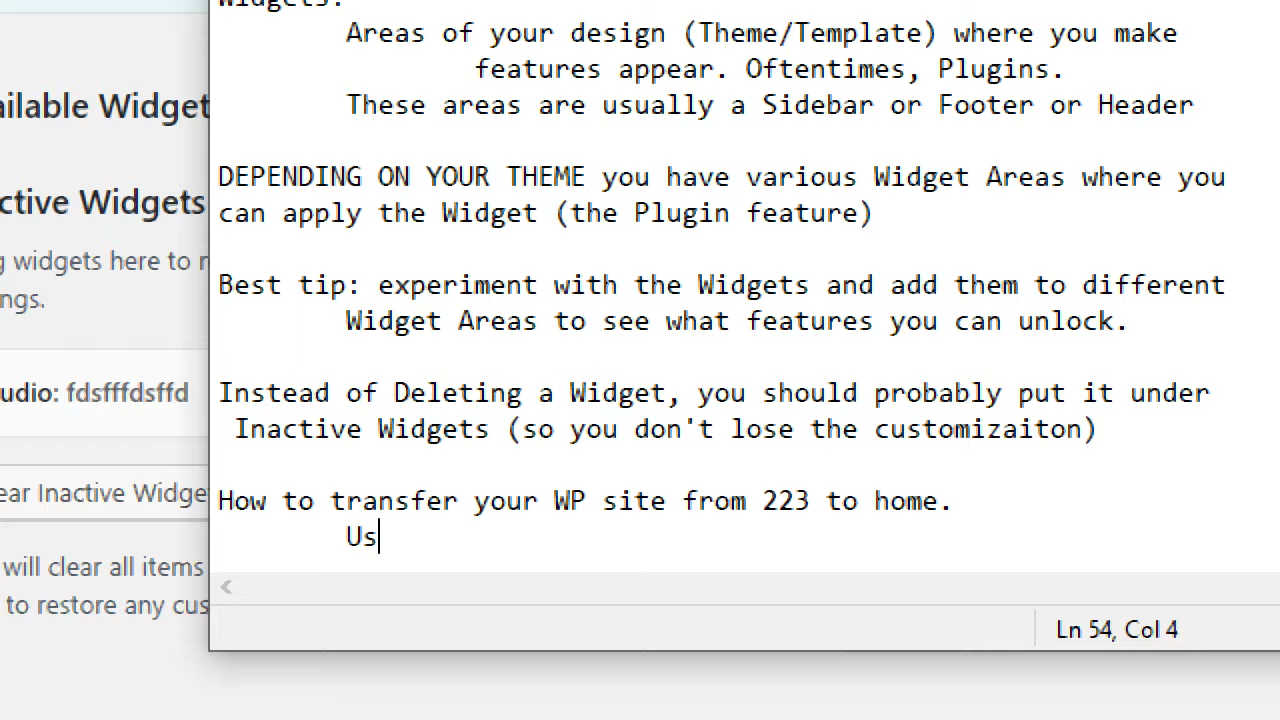 Widgets:
Areas of your design (Theme/Template) where you make
features appear. Oftentimes, Plugins.
These areas are usually a Sidebar or Footer or Header
ailable Widget
DEPENDING ON YOUR THEME you have various Widget Areas where you
can apply the Widget (the Plugin feature)
ctive Widgets
g widgets here to r
ngs.
Best tip: experiment with the Widgets and add them to different
Widget Areas to see what features you can unlock.
udio: fdsfffdsffd
Instead of Deleting a Widget, you should probably put it under
Inactive Widgets (so you don't lose the customizaiton)
ear Inactive Widge
How to transfer your WP site from 223 to home.
Us
will clear all items
to restore any cus
Ln 54, Col 4